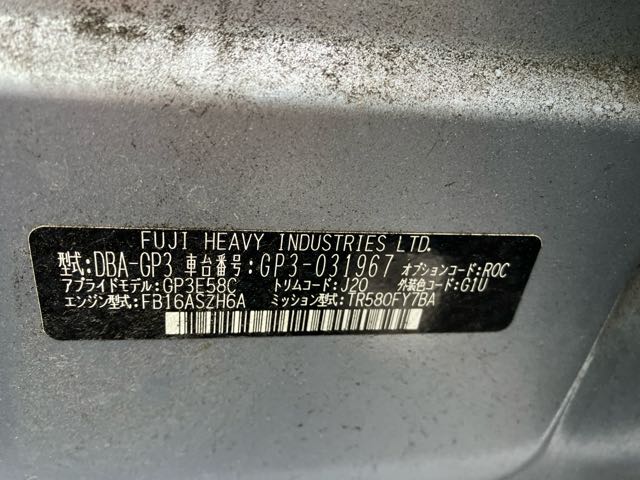 FUJI HEAVY INDUSTRIES LTD.
型式:DBA-GP3 車台番号:GP3-031967 オプションコード:ROC
アプライドモデル:GP3E58C トリムコード:J20 外装色コード:G1U
エンジン型式:FB16ASZH6A ミッション型式:TR580FY7BA